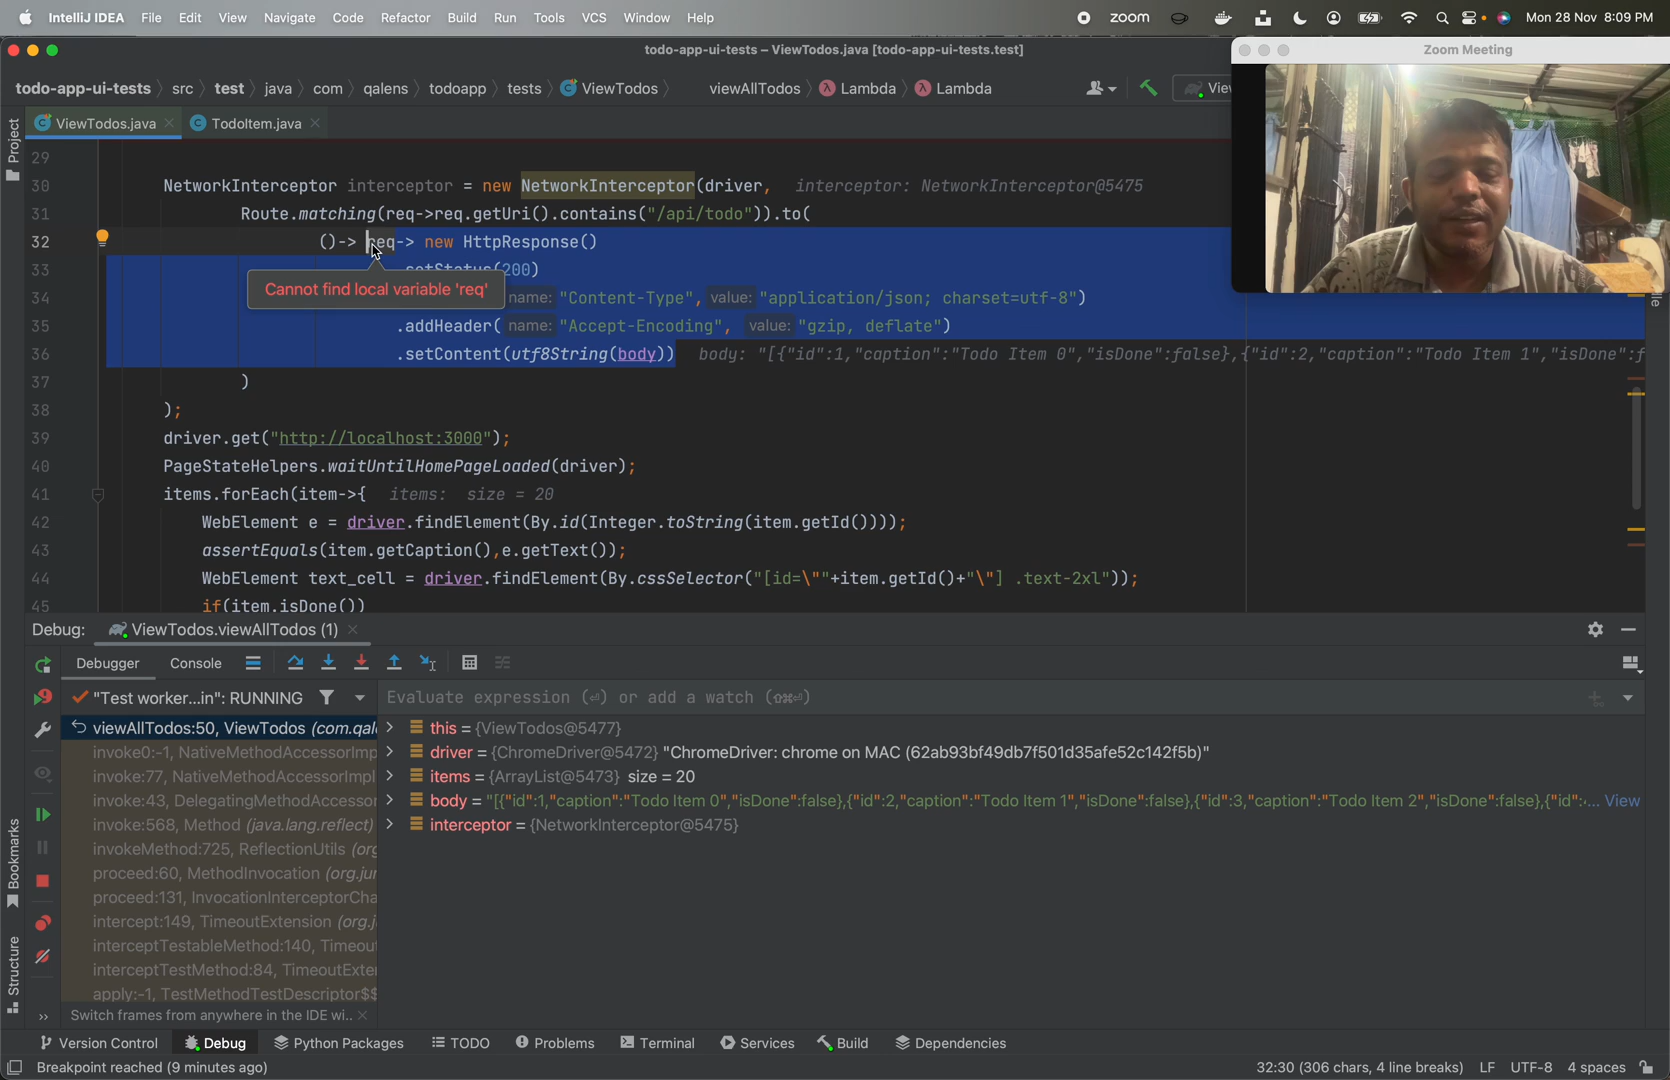 IntelliJ IDEA File Edit View Navigate Code Refactor Build Run Tools VCS Window Help zoom Mon 28 Nov 8:09 PM
todo-app-ui-tests – ViewTodos.java [todo-app-ui-tests.test]
Zoom Meeting
todo-app-ui-tests src test java com qalens todoapp tests ViewTodos viewAllTodos Lambda Lambda
ViewTodos.java TodoItem.java
Project
29
30 NetworkInterceptor interceptor = new NetworkInterceptor(driver, interceptor: NetworkInterceptor@5475
31 Route.matching(req->req.getUri().contains("/api/todo")).to(
32 ()-> req-> new HttpResponse()
33 .setStatus(200)
Cannot find local variable 'req'
34 name: "Content-Type", value: "application/json; charset=utf-8")
35 .addHeader( name: "Accept-Encoding", value: "gzip, deflate")
36 .setContent(utf8String(body)) body: "[{"id":1,"caption":"Todo Item 0","isDone":false},{"id":2,"caption":"Todo Item 1","isDone":f
37 )
38 );
39 driver.get("http://localhost:3000");
40 PageStateHelpers.waitUntilHomePageLoaded(driver);
41 items.forEach(item->{ items: size = 20
42 WebElement e = driver.findElement(By.id(Integer.toString(item.getId())));
43 assertEquals(item.getCaption(),e.getText());
44 WebElement text_cell = driver.findElement(By.cssSelector("[id=\""+item.getId()+"\"] .text-2xl"));
45 if(item.isDone())
Debug: ViewTodos.viewAllTodos (1)
Debugger Console
"Test worker...in": RUNNING Evaluate expression (⏎) or add a watch (⇧⌘⏎)
viewAllTodos:50, ViewTodos (com.qal
this = {ViewTodos@5477}
invoke0:-1, NativeMethodAccessorImp
driver = {ChromeDriver@5472} "ChromeDriver: chrome on MAC (62ab93bf49db7f501d35afe52c142f5b)"
invoke:77, NativeMethodAccessorImpl
items = {ArrayList@5473} size = 20
invoke:43, DelegatingMethodAccessor
body = "[{"id":1,"caption":"Todo Item 0","isDone":false},{"id":2,"caption":"Todo Item 1","isDone":false},{"id":3,"caption":"Todo Item 2","isDone":false},{"id":... View
invoke:568, Method (java.lang.reflect)
interceptor = {NetworkInterceptor@5475}
invokeMethod:725, ReflectionUtils (org
proceed:60, MethodInvocation (org.jun
proceed:131, InvocationInterceptorCha
intercept:149, TimeoutExtension (org.j
interceptTestableMethod:140, Timeout
interceptTestMethod:84, TimeoutExte
apply:-1, TestMethodTestDescriptor$$
Switch frames from anywhere in the IDE wi..
Bookmarks
Structure
Version Control Debug Python Packages TODO Problems Terminal Services Build Dependencies
Breakpoint reached (9 minutes ago) 32:30 (306 chars, 4 line breaks) LF UTF-8 4 spaces